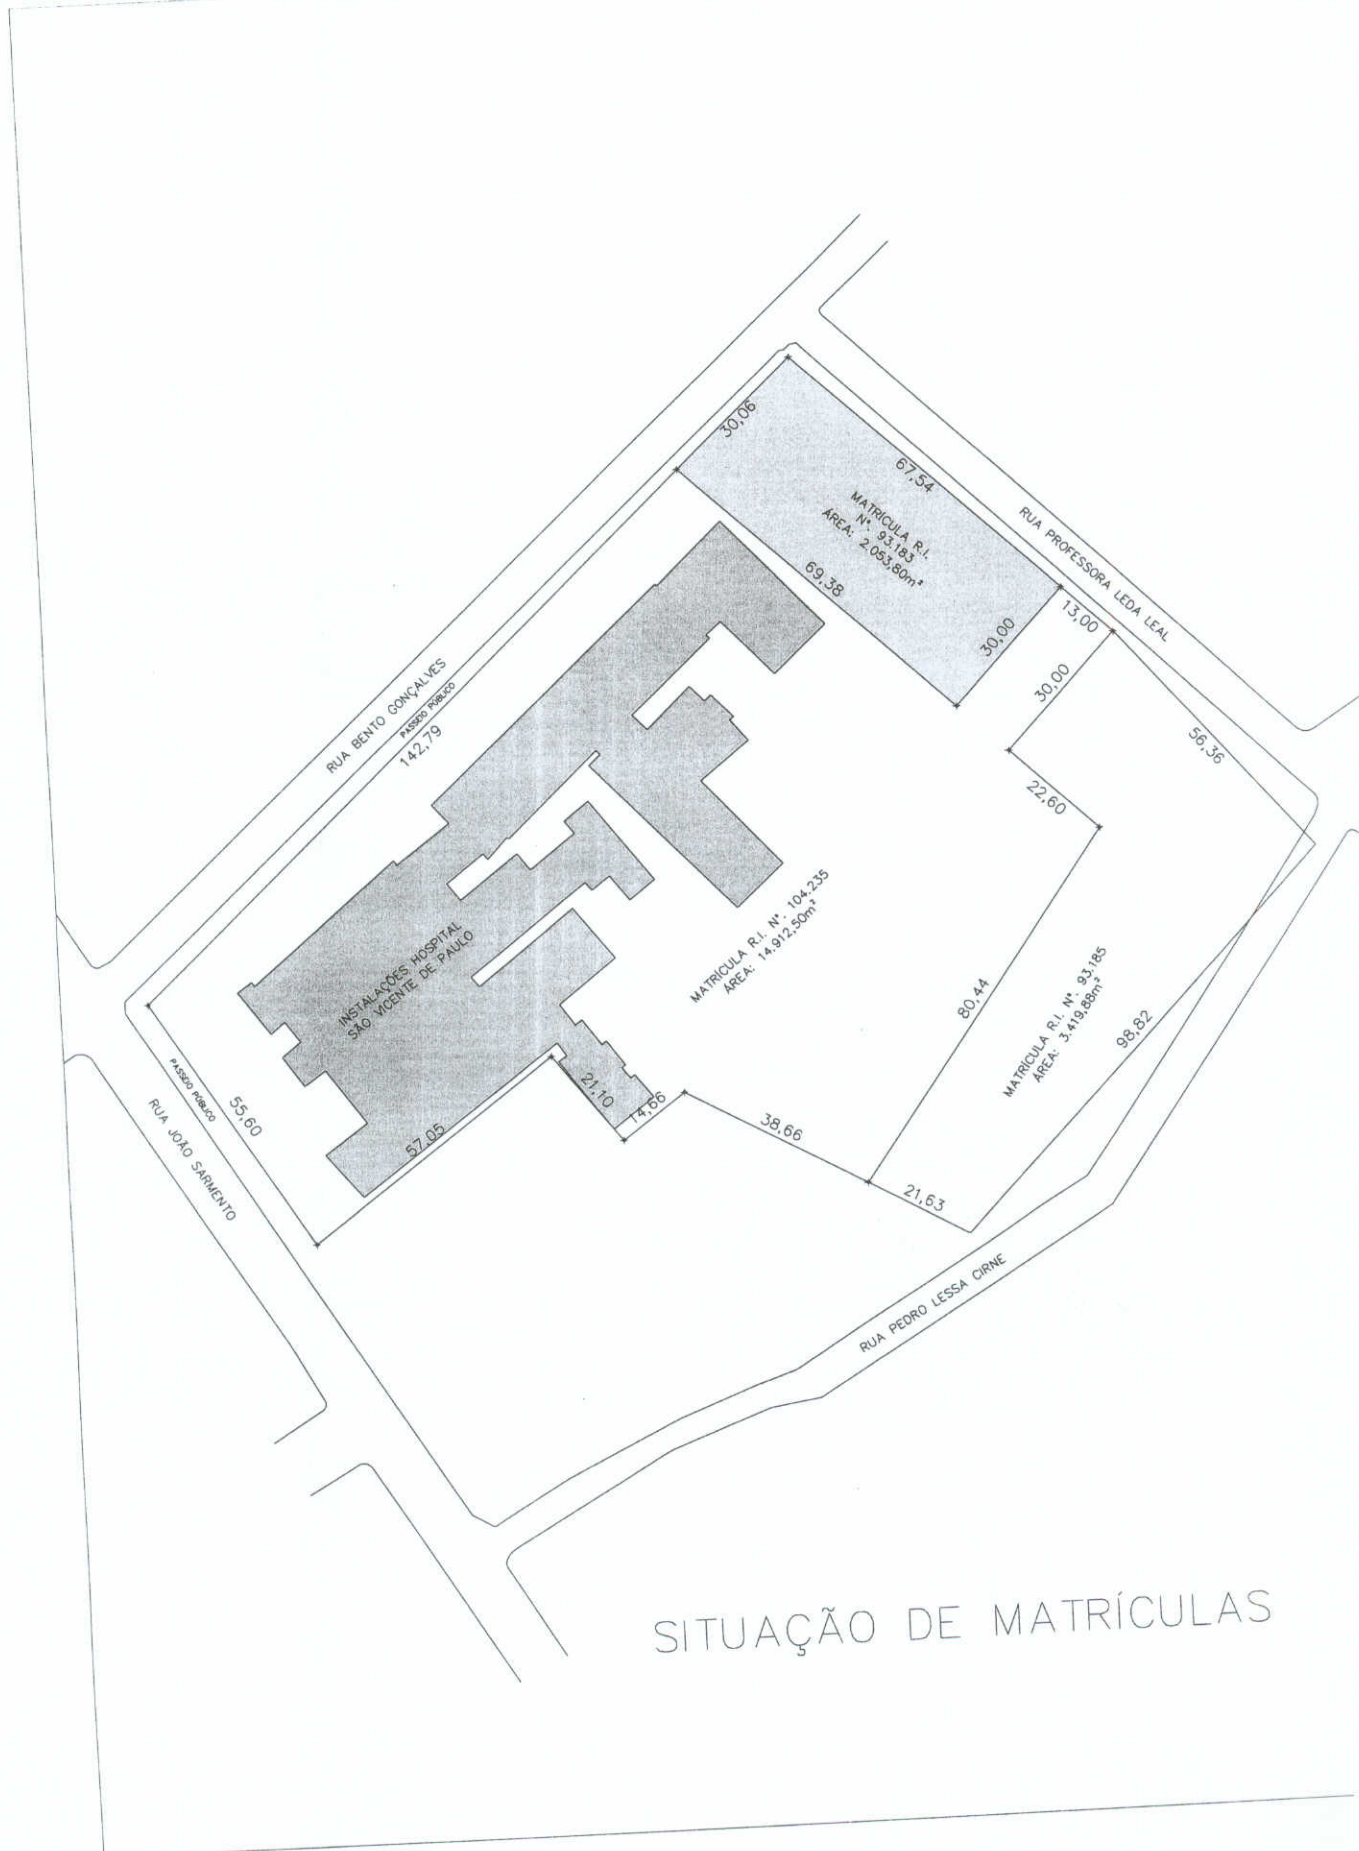 30,06
67,54
MATRÍCULA R.I.
Nº. 93.183
ÁREA: 2.053,80m²
RUA PROFESSORA LEDA LEAL
69,38
13,00
30,00
30,00
RUA BENTO GONÇALVES
PASSEIO PÚBLICO
142,79
56,36
22,60
MATRÍCULA R.I. Nº. 104.235
ÁREA: 14.912,50m²
INSTALAÇÕES HOSPITAL
SÃO VICENTE DE PAULO
80,44
MATRÍCULA R.I. Nº. 93.185
ÁREA: 3.419,88m²
98,82
PASSEIO PÚBLICO
55,60
RUA JOÃO SARMENTO
57,05
21,10
14,66
38,66
21,63
RUA PEDRO LESSA CIRNE
SITUAÇÃO DE MATRÍCULAS